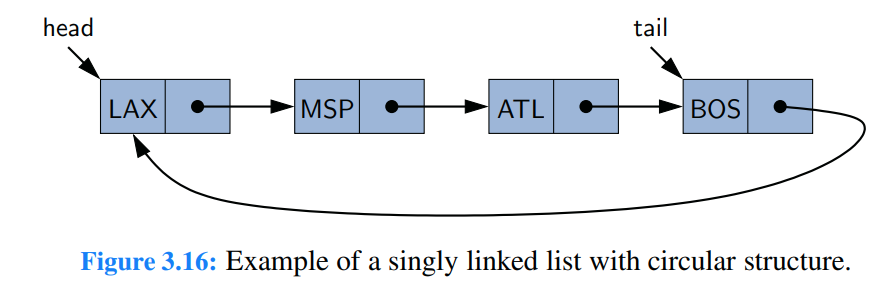 head
tail
LAX MSP ATL BOS
Figure 3.16: Example of a singly linked list with circular structure.